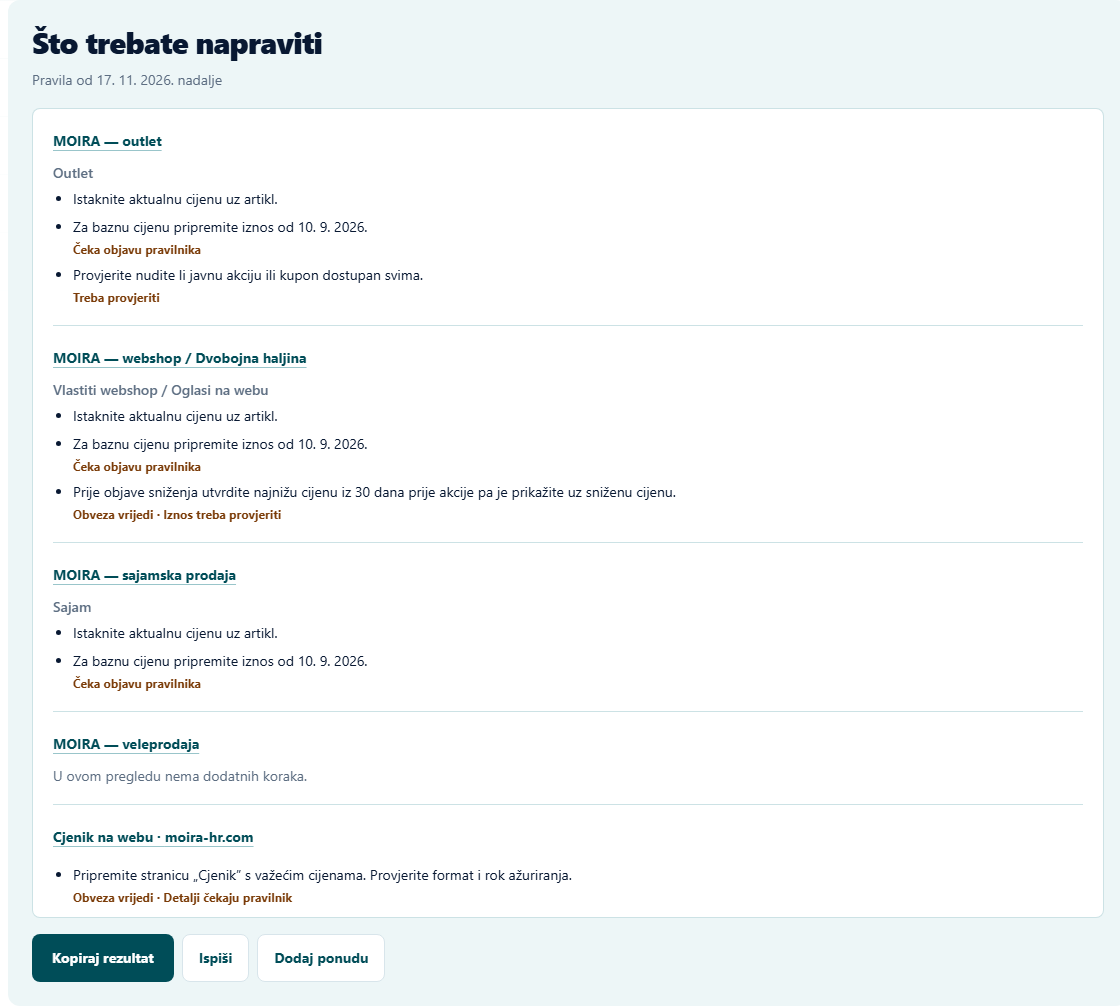 Što trebate napraviti
Pravila od 17. 11. 2026. nadalje
MOIRA — outlet
Outlet
Istaknite aktualnu cijenu uz artikl.
Za baznu cijenu pripremite iznos od 10. 9. 2026.
Čeka objavu pravilnika
Provjerite nudite li javnu akciju ili kupon dostupan svima.
Treba provjeriti
MOIRA — webshop / Dvobojna haljina
Vlastiti webshop / Oglasi na webu
Istaknite aktualnu cijenu uz artikl.
Za baznu cijenu pripremite iznos od 10. 9. 2026.
Čeka objavu pravilnika
Prije objave sniženja utvrdite najnižu cijenu iz 30 dana prije akcije pa je prikažite uz sniženu cijenu.
Obveza vrijedi · Iznos treba provjeriti
MOIRA — sajamska prodaja
Sajam
Istaknite aktualnu cijenu uz artikl.
Za baznu cijenu pripremite iznos od 10. 9. 2026.
Čeka objavu pravilnika
MOIRA — veleprodaja
U ovom pregledu nema dodatnih koraka.
Cjenik na webu · moira-hr.com
Pripremite stranicu „Cjenik” s važećim cijenama. Provjerite format i rok ažuriranja.
Obveza vrijedi · Detalji čekaju pravilnik
Kopiraj rezultat
Ispiši
Dodaj ponudu